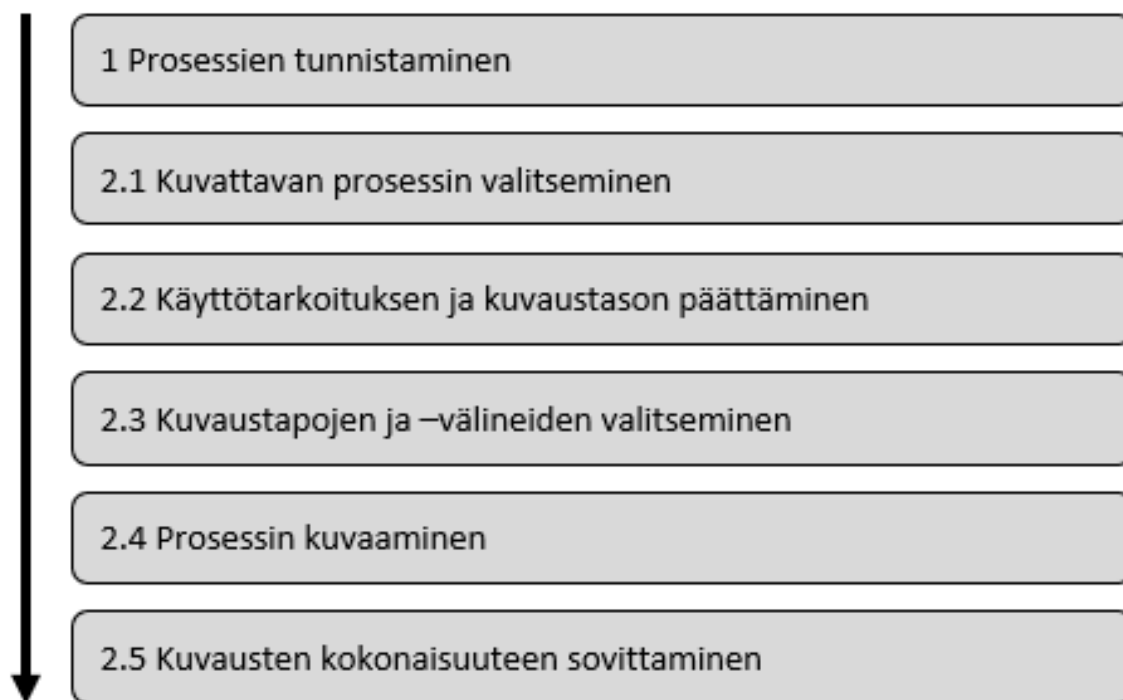 1 Prosessien tunnistaminen
2.1 Kuvattavan prosessin valitseminen
2.2 Käyttötarkoituksen ja kuvaustason päättäminen
2.3 Kuvaustapojen ja –välineiden valitseminen
2.4 Prosessin kuvaaminen
2.5 Kuvausten kokonaisuuteen sovittaminen